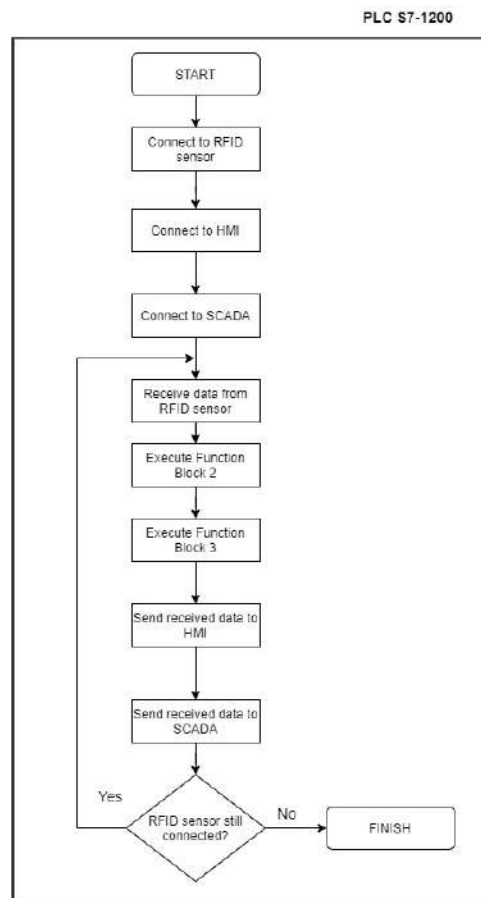 PLC S7-1200
START
Connect to RFID
sensor
Connect to HMI
Connect to SCADA
Receive data from
RFID sensor
Execute Function
Block 2
Execute Function
Block 3
Send received data to
HMI
Send received data to
SCADA
Yes
RFID sensor still
connected?
No
FINISH